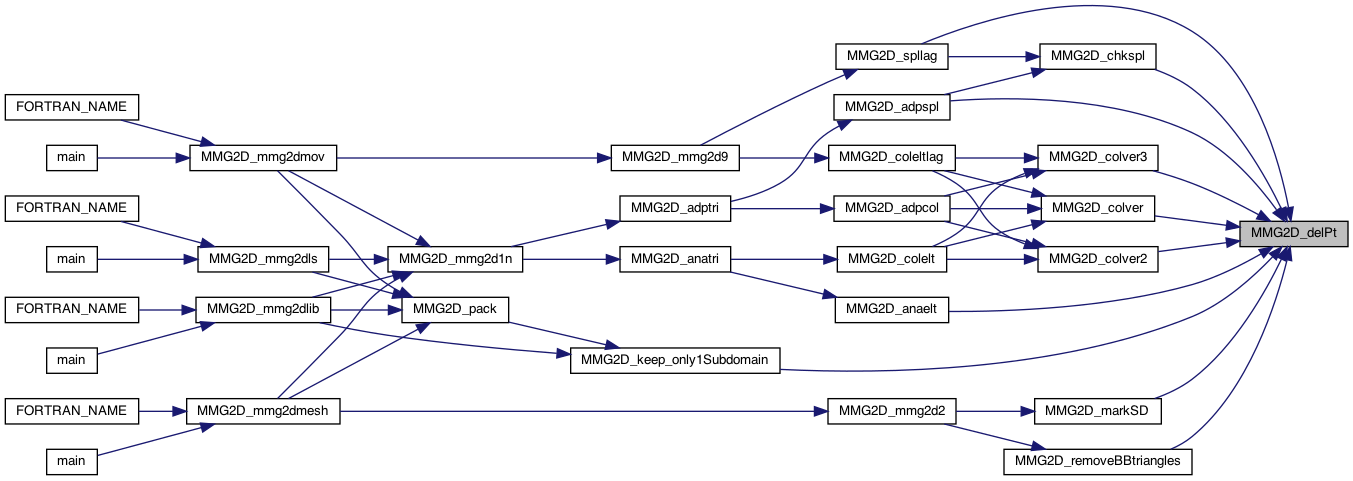 MMG2D_spllag
MMG2D_chkspl
FORTRAN_NAME
MMG2D_adpspl
main
MMG2D_mmg2dmov
MMG2D_mmg2d9
MMG2D_coleltlag
MMG2D_colver3
FORTRAN_NAME
MMG2D_adptri
MMG2D_adpcol
MMG2D_colver
MMG2D_delPt
main
MMG2D_mmg2dls
MMG2D_mmg2d1n
MMG2D_anatri
MMG2D_colelt
MMG2D_colver2
FORTRAN_NAME
MMG2D_mmg2dlib
MMG2D_pack
MMG2D_anaelt
main
MMG2D_keep_only1Subdomain
FORTRAN_NAME
MMG2D_mmg2dmesh
MMG2D_mmg2d2
MMG2D_markSD
main
MMG2D_removeBBtriangles